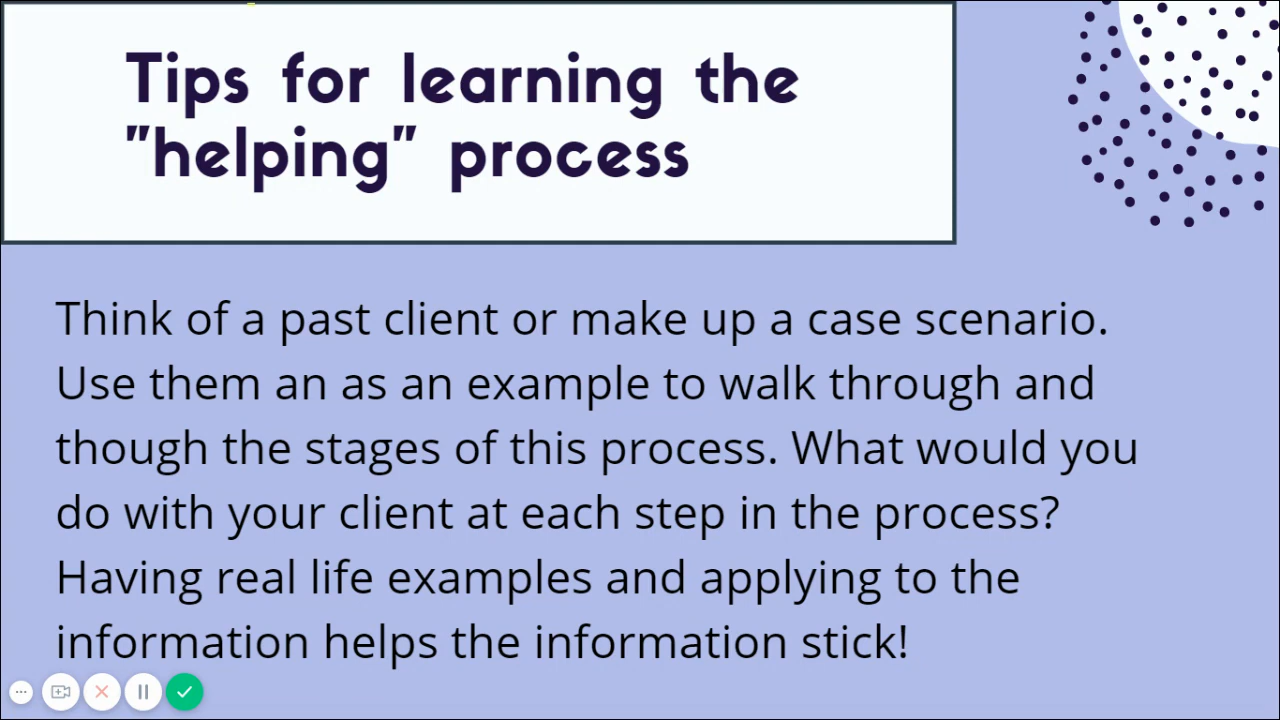 Tips for learning the
"helping" process
Think of a past client or make up a case scenario.
Use them an as an example to walk through and
though the stages of this process. What would you
do with your client at each step in the process?
Having real life examples and applying to the
information helps the information stick!